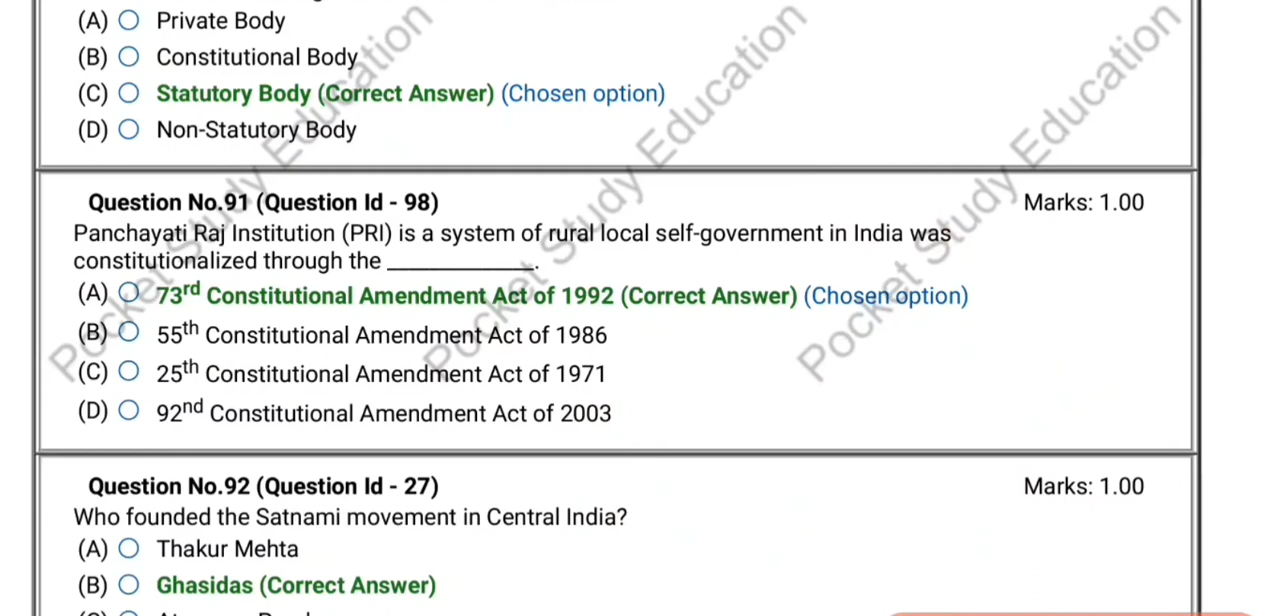 (A) Private Body
(B) Constitutional Body
(C) Statutory Body (Correct Answer) (Chosen option)
(D) Non-Statutory Body
Question No.91 (Question Id - 98) Marks: 1.00
Panchayati Raj Institution (PRI) is a system of rural local self-government in India was
constitutionalized through the ____________.
(A) 73rd Constitutional Amendment Act of 1992 (Correct Answer) (Chosen option)
(B) 55th Constitutional Amendment Act of 1986
(C) 25th Constitutional Amendment Act of 1971
(D) 92nd Constitutional Amendment Act of 2003
Question No.92 (Question Id - 27) Marks: 1.00
Who founded the Satnami movement in Central India?
(A) Thakur Mehta
(B) Ghasidas (Correct Answer)
Pocket Study Education
Pocket Study Education
Pocket Study Education